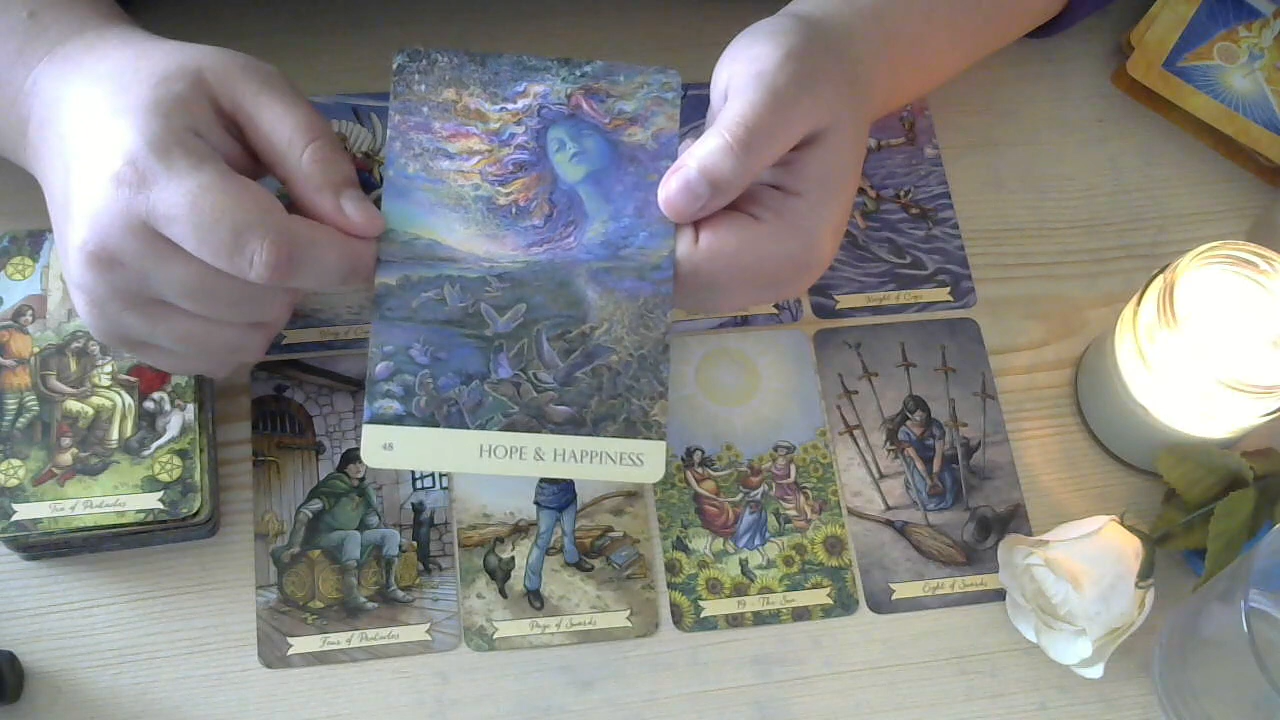 48
HOPE & HAPPINESS
Knight of Cups
Ten of Pentacles
Four of Pentacles
Page of Swords
19 - The Sun
Eight of Swords